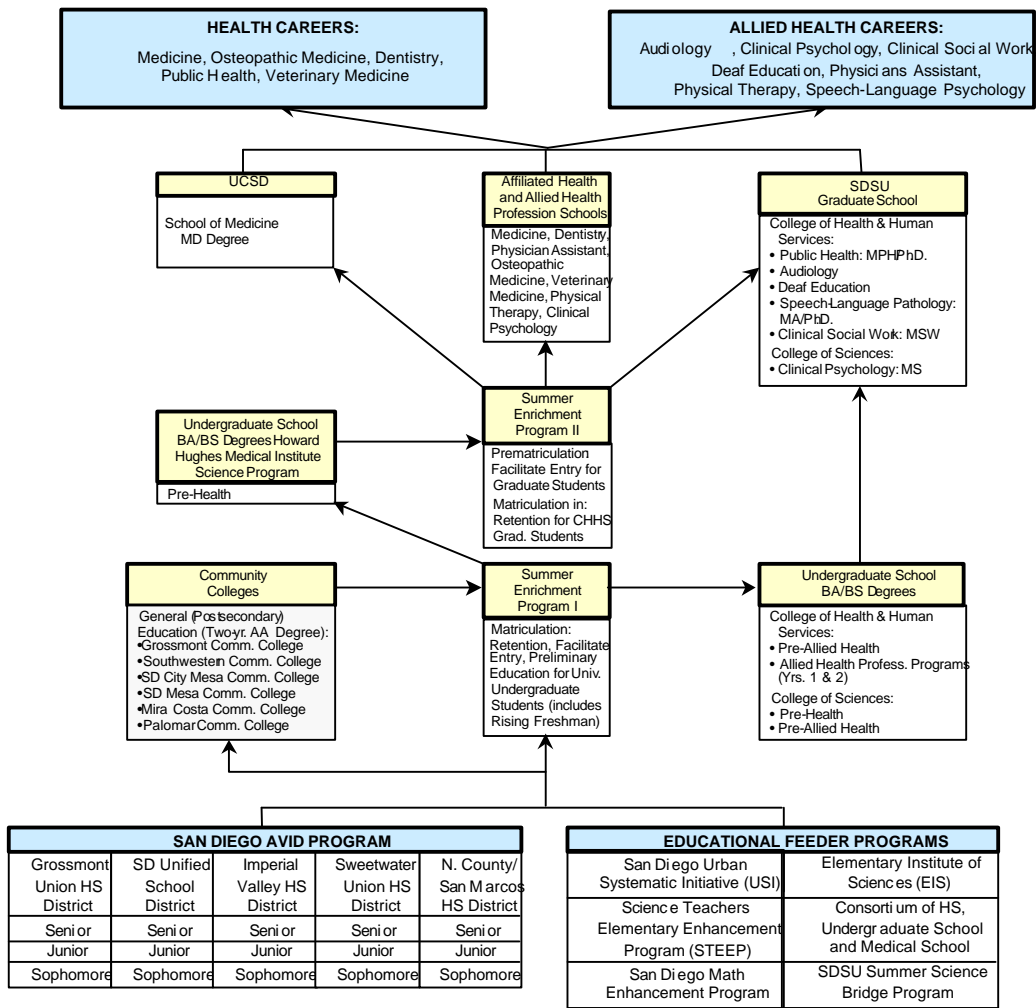 HEALTH CAREERS:
Medicine, Osteopathic Medicine, Dentistry,
Public Health, Veterinary Medicine
ALLIED HEALTH CAREERS:
Audiology , Clinical Psychology, Clinical Social Work
Deaf Education, Physicians Assistant,
Physical Therapy, Speech-Language Psychology
UCSD
School of Medicine
MD Degree
Affiliated Health
and Allied Health
Profession Schools
Medicine, Dentistry,
Physician Assistant,
Osteopathic
Medicine, Veterinary
Medicine, Physical
Therapy, Clinical
Psychology
SDSU
Graduate School
College of Health & Human
Services:
• Public Health: MPH/PhD.
• Audiology
• Deaf Education
• Speech-Language Pathology:
MA/PhD.
• Clinical Social Work: MSW
College of Sciences:
• Clinical Psychology: MS
Undergraduate School
BA/BS Degrees Howard
Hughes Medical Institute
Science Program
Pre-Health
Summer
Enrichment
Program II
Prematriculation
Facilitate Entry for
Graduate Students
Matriculation in:
Retention for CHHS
Grad. Students
Community
Colleges
General (Postsecondary)
Education (Two-yr. AA Degree):
•Grossmont Comm. College
•Southwestern Comm. College
•SD City Mesa Comm. College
•SD Mesa Comm. College
•Mira Costa Comm. College
•Palomar Comm. College
Summer
Enrichment
Program I
Matriculation:
Retention, Facilitate
Entry, Preliminary
Education for Univ.
Undergraduate
Students (includes
Rising Freshman)
Undergraduate School
BA/BS Degrees
College of Health & Human
Services:
• Pre-Allied Health
• Allied Health Profess. Programs
(Yrs. 1 & 2)
College of Sciences:
• Pre-Health
• Pre-Allied Health
SAN DIEGO AVID PROGRAM
Grossmont
Union HS
District
SD Unified
School
District
Imperial
Valley HS
District
Sweetwater
Union HS
District
N. County/
San Marcos
HS District
Senior Senior Senior Senior Senior
Junior Junior Junior Junior Junior
Sophomore Sophomore Sophomore Sophomore Sophomore
EDUCATIONAL FEEDER PROGRAMS
San Diego Urban
Systematic Initiative (USI)
Elementary Institute of
Sciences (EIS)
Science Teachers
Elementary Enhancement
Program (STEEP)
Consortium of HS,
Undergraduate School
and Medical School
San Diego Math
Enhancement Program
SDSU Summer Science
Bridge Program